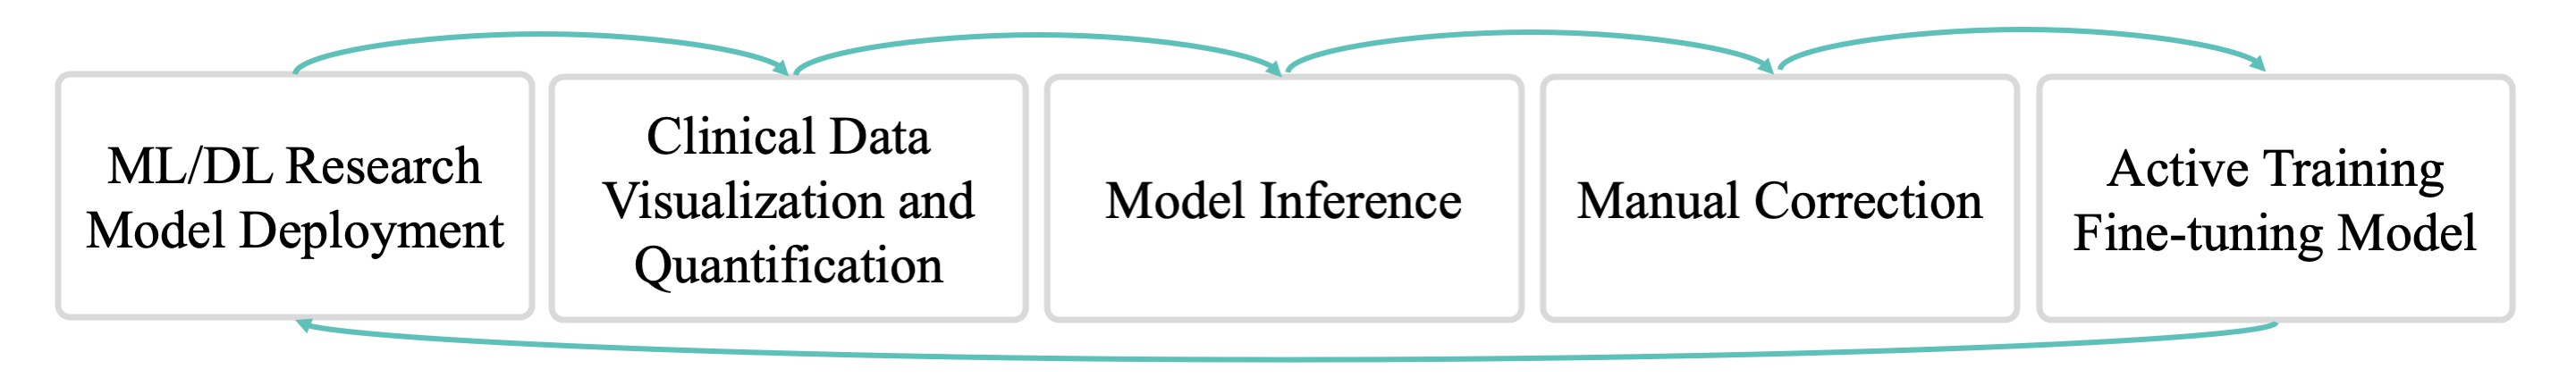 ML/DL Research
Model Deployment
Clinical Data
Visualization and
Quantification
Model Inference
Manual Correction
Active Training
Fine-tuning Model